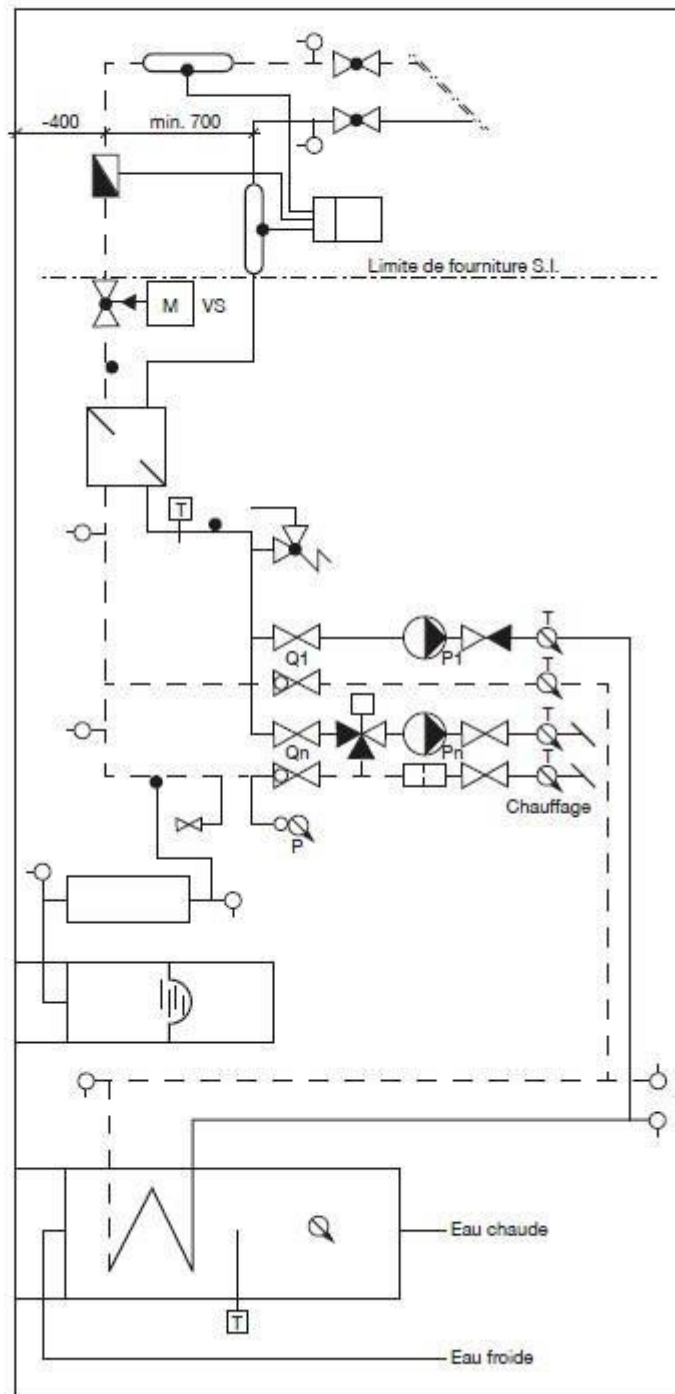 -400
min. 700
Limite de fourniture S.I.
M VS
T
T
Q1 P1
T
T
Qn Pn
T
Chauffage
P
Eau chaude
T
Eau froide